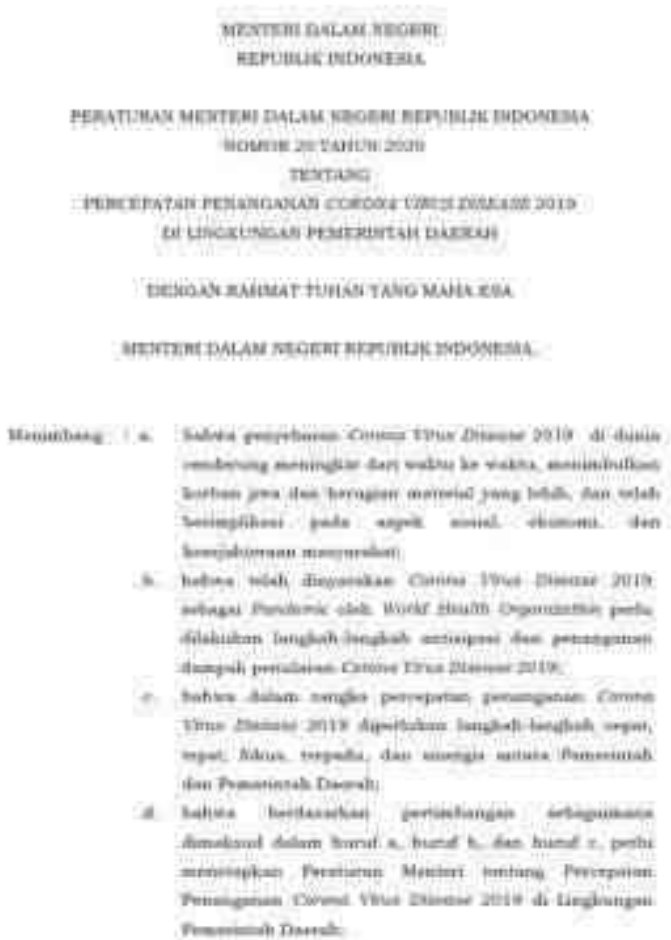 MENTERI DALAM NEGERI
REPUBLIK INDONESIA
PERATURAN MENTERI DALAM NEGERI REPUBLIK INDONESIA
NOMOR 20 TAHUN 2020
TENTANG
PERCEPATAN PENANGANAN CORONA VIRUS DISEASE 2019
DI LINGKUNGAN PEMERINTAH DAERAH
DENGAN RAHMAT TUHAN YANG MAHA ESA
MENTERI DALAM NEGERI REPUBLIK INDONESIA,
Menimbang : a. bahwa penyebaran Corona Virus Disease 2019 di dunia
cenderung meningkat dari waktu ke waktu, menimbulkan
korban jiwa dan kerugian material yang lebih, dan telah
berimplikasi pada aspek sosial, ekonomi, dan
kesejahteraan masyarakat;
b. bahwa telah dinyatakan Corona Virus Disease 2019
sebagai Pandemic oleh World Health Organization perlu
dilakukan langkah-langkah antisipasi dan penanganan
dampak penularan Corona Virus Disease 2019;
c. bahwa dalam rangka percepatan penanganan Corona
Virus Disease 2019 diperlukan langkah-langkah cepat,
tepat, fokus, terpadu, dan sinergis antara Pemerintah
dan Pemerintah Daerah;
d. bahwa berdasarkan pertimbangan sebagaimana
dimaksud dalam huruf a, huruf b, dan huruf c, perlu
menetapkan Peraturan Menteri tentang Percepatan
Penanganan Corona Virus Disease 2019 di Lingkungan
Pemerintah Daerah;